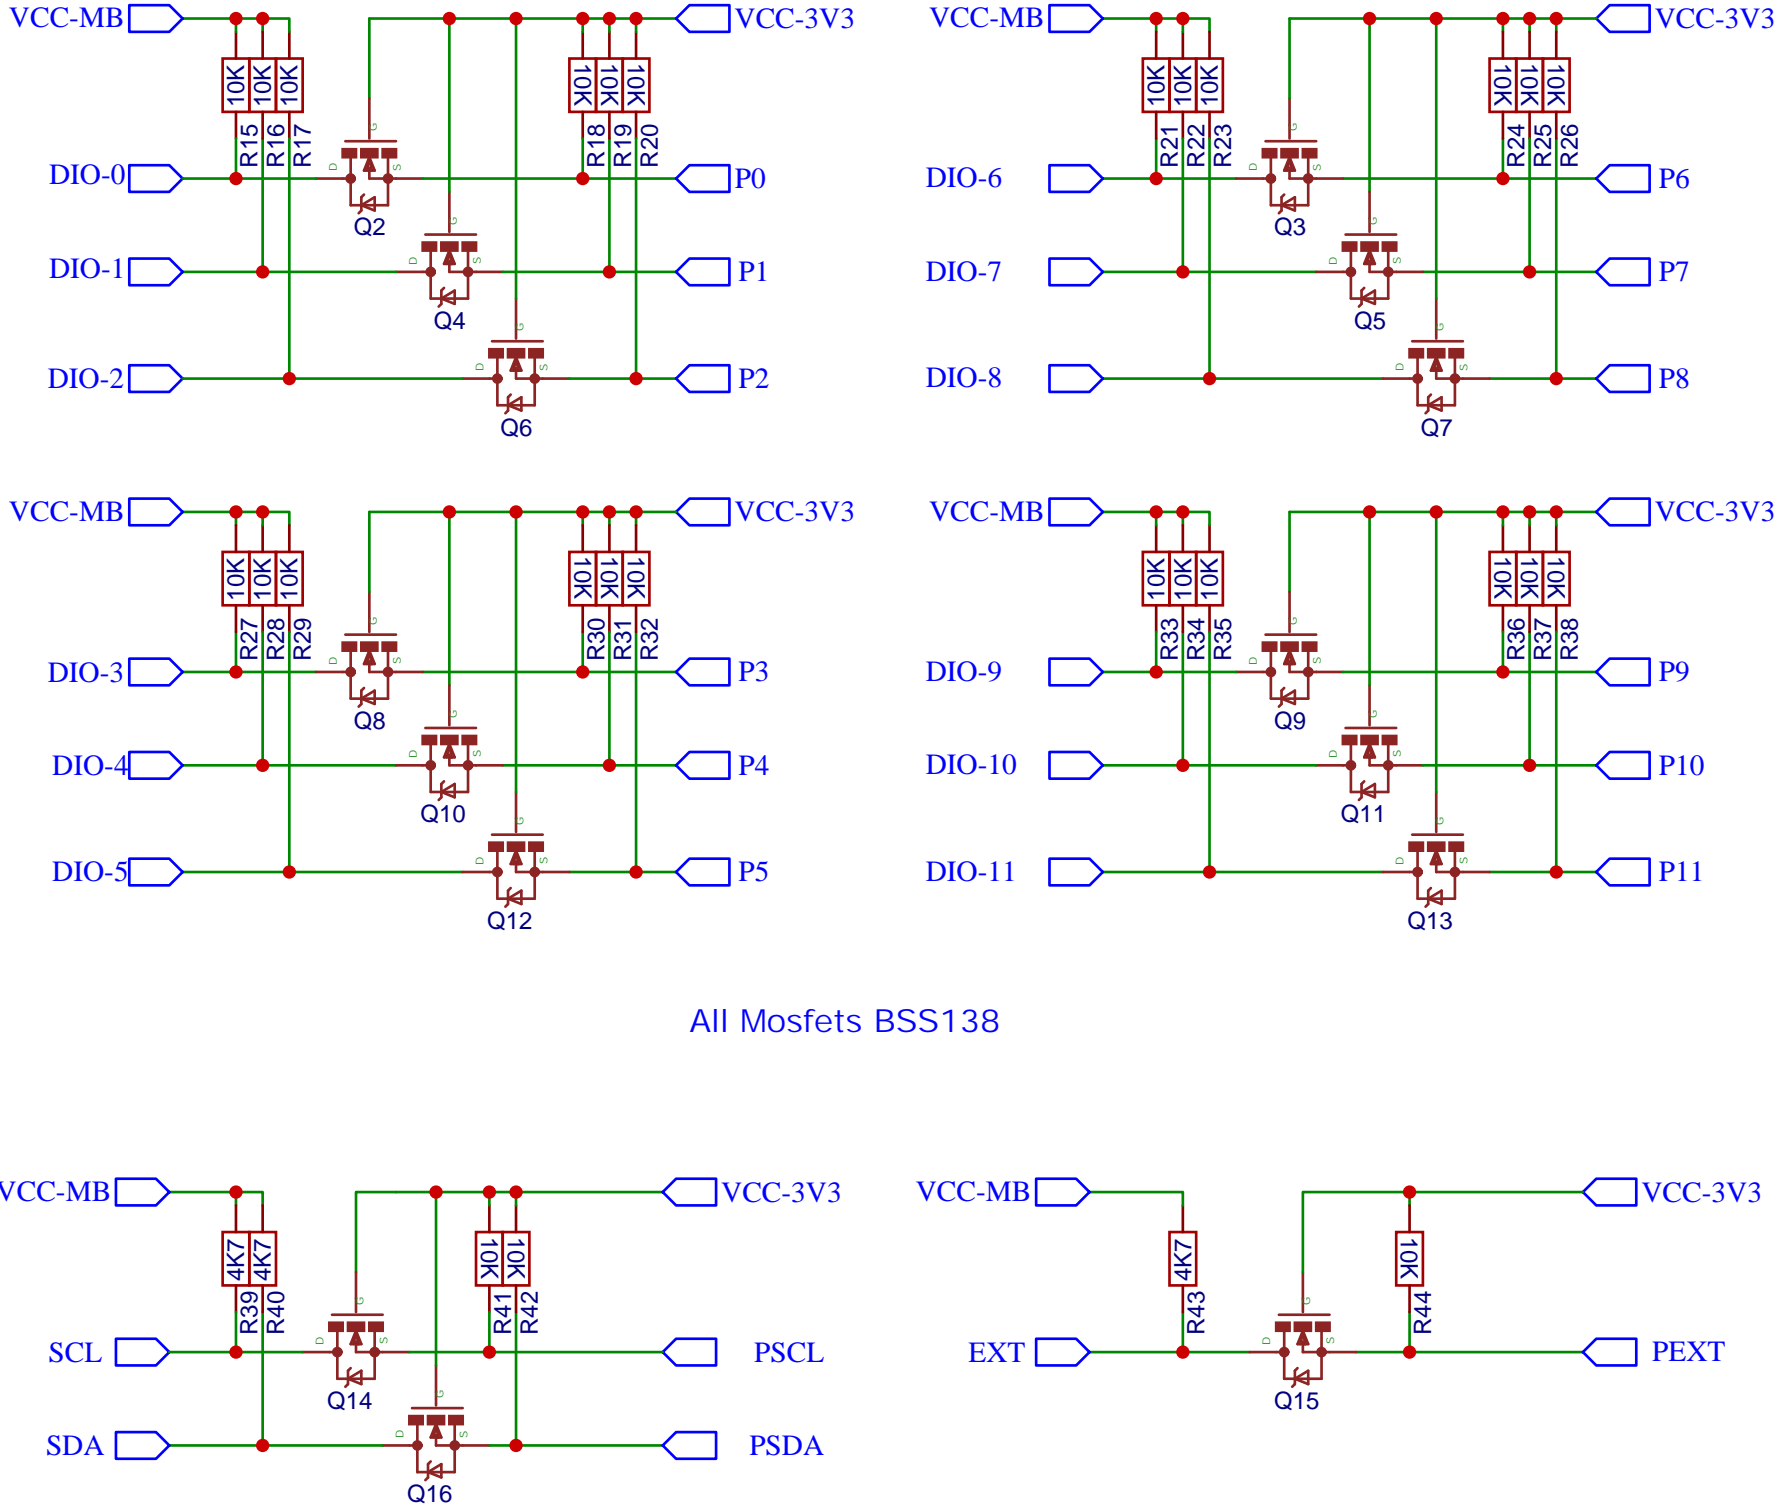 VCC-MB VCC-3V3
10K 10K 10K 10K 10K 10K
R15 R16 R17 R18 R19 R20
G
D S
DIO-0 P0
Q2
G
D S
DIO-1 P1
Q4
G
D S
DIO-2 P2
Q6
VCC-MB VCC-3V3
10K 10K 10K 10K 10K 10K
R21 R22 R23 R24 R25 R26
G
D S
DIO-6 P6
Q3
G
D S
DIO-7 P7
Q5
G
D S
DIO-8 P8
Q7
VCC-MB VCC-3V3
10K 10K 10K 10K 10K 10K
R27 R28 R29 R30 R31 R32
G
D S
DIO-3 P3
Q8
G
D S
DIO-4 P4
Q10
G
D S
DIO-5 P5
Q12
VCC-MB VCC-3V3
10K 10K 10K 10K 10K 10K
R33 R34 R35 R36 R37 R38
G
D S
DIO-9 P9
Q9
G
D S
DIO-10 P10
Q11
G
D S
DIO-11 P11
Q13
All Mosfets BSS138
VCC-MB VCC-3V3
4K7 4K7 10K 10K
R39 R40 R41 R42
G
D S
SCL PSCL
Q14
G
D S
SDA PSDA
Q16
VCC-MB VCC-3V3
4K7 10K
R43 R44
G
D S
EXT PEXT
Q15